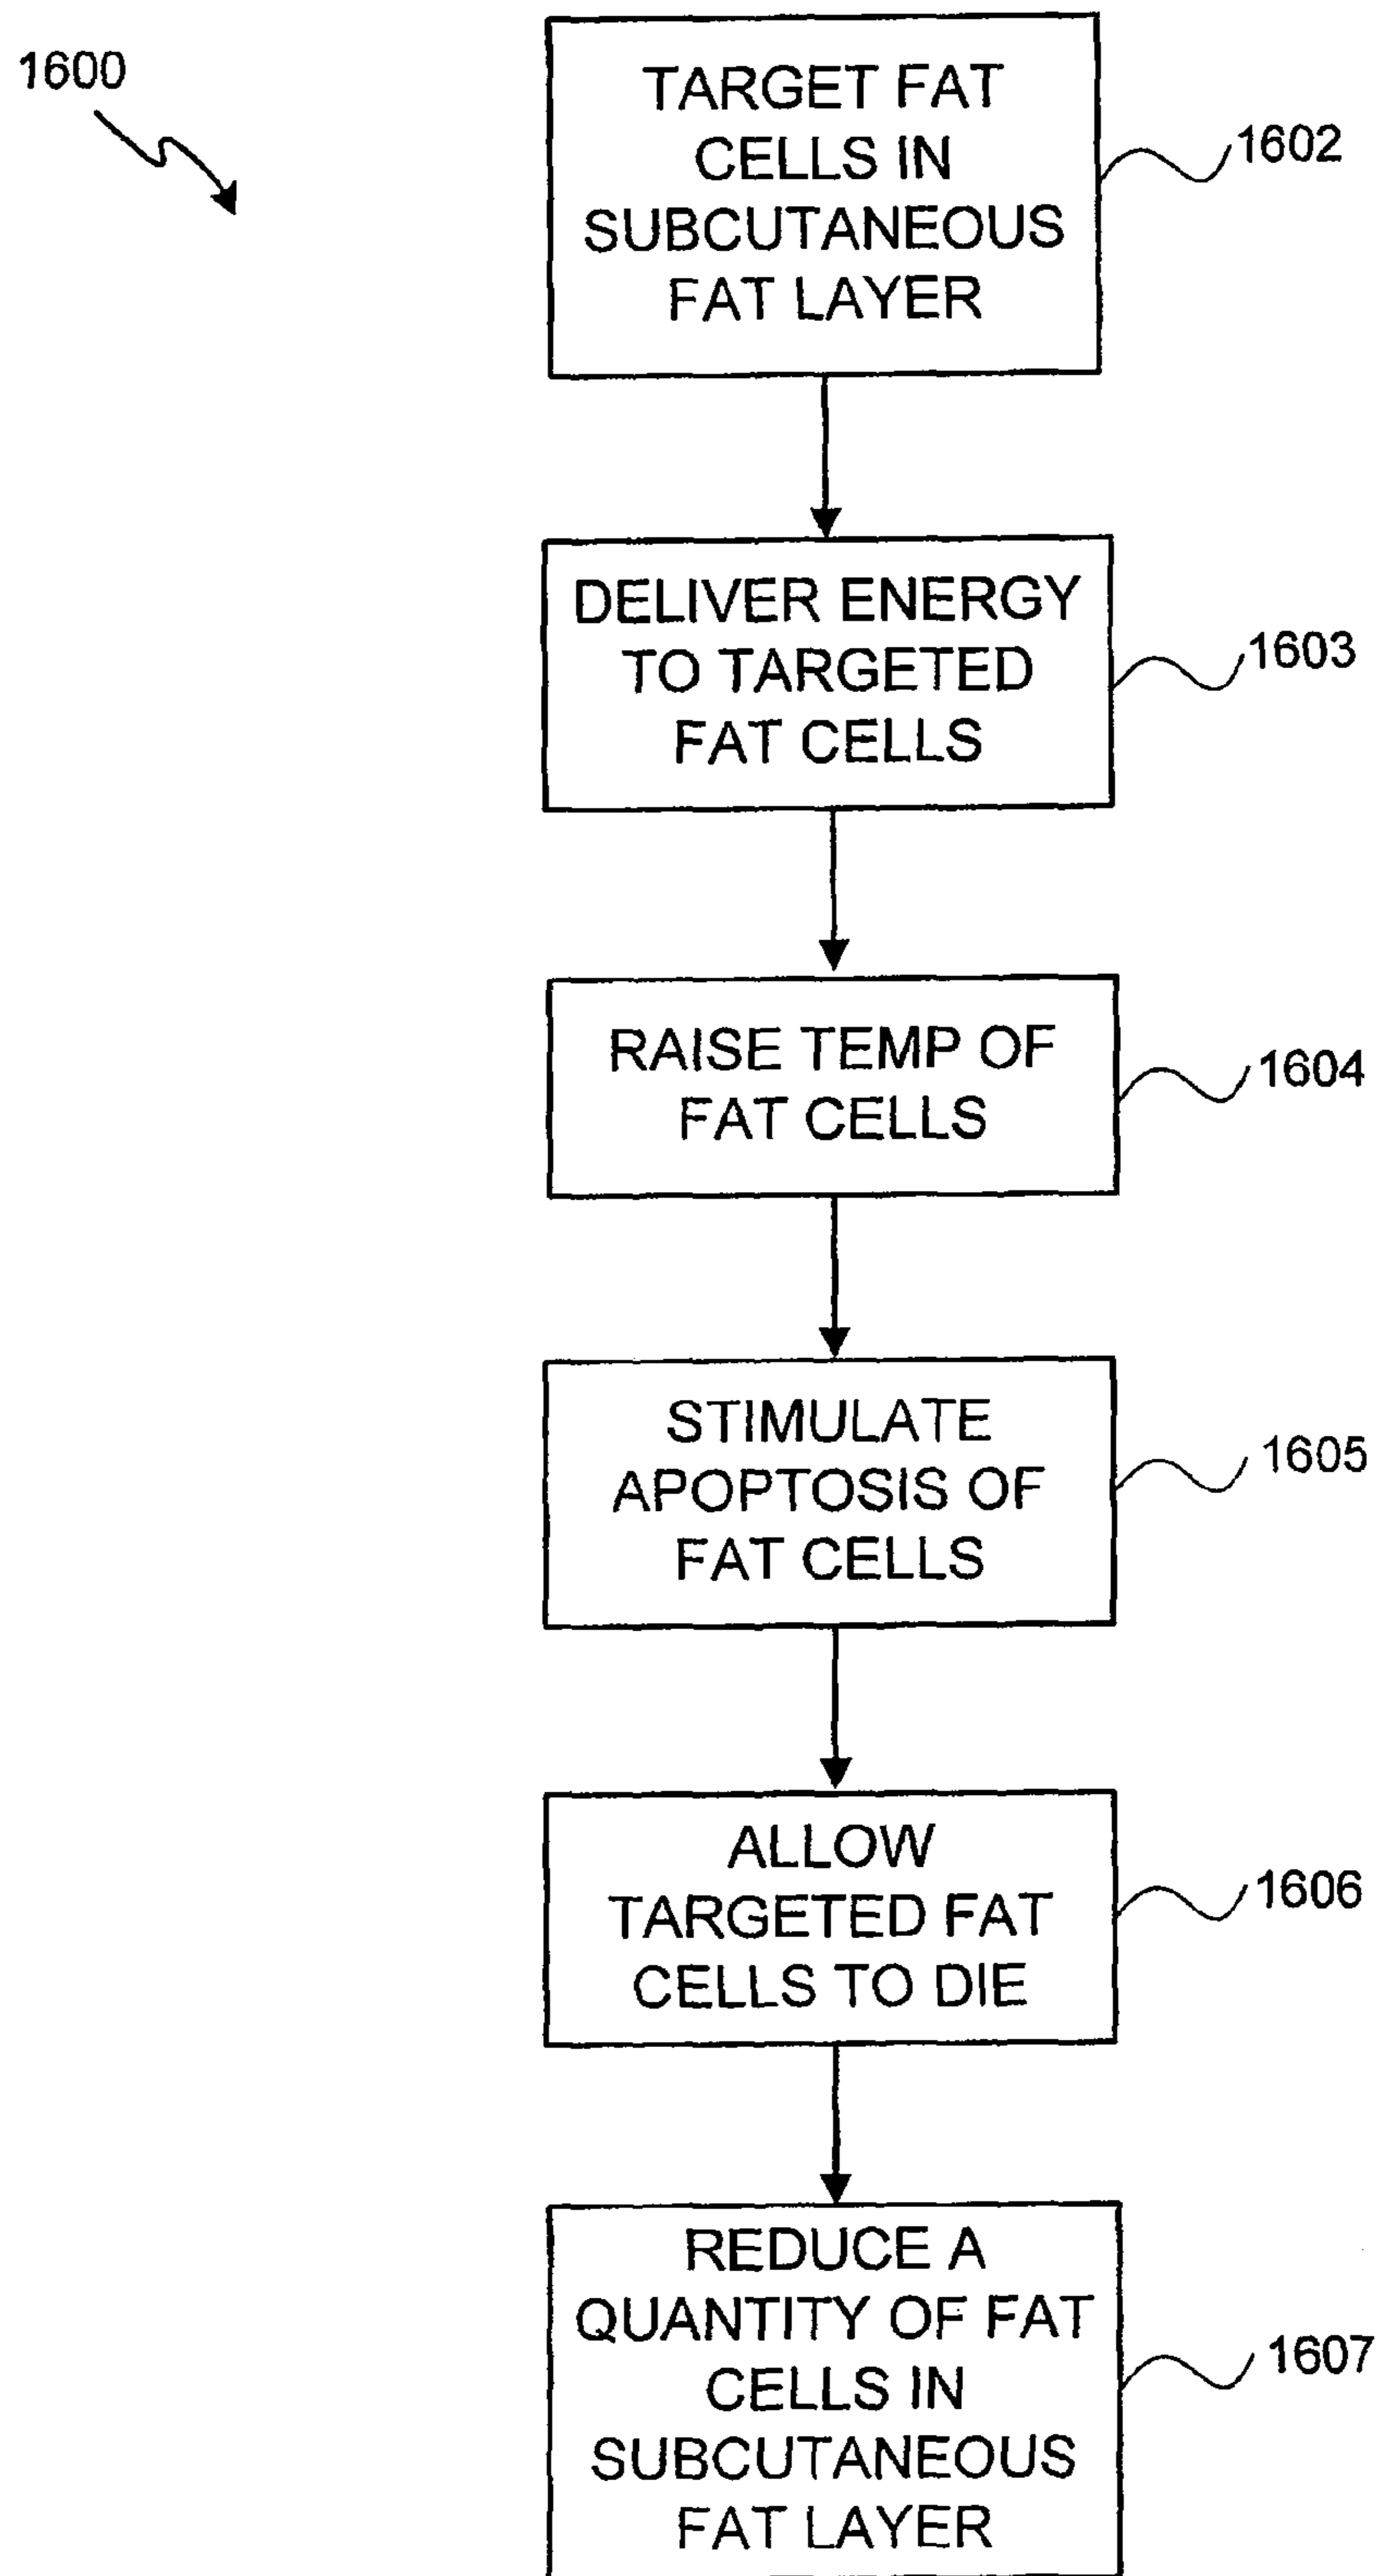 1600
TARGET FAT
CELLS IN
SUBCUTANEOUS
FAT LAYER
1602
DELIVER ENERGY
TO TARGETED
FAT CELLS
1603
RAISE TEMP OF
FAT CELLS
1604
STIMULATE
APOPTOSIS OF
FAT CELLS
1605
ALLOW
TARGETED FAT
CELLS TO DIE
1606
REDUCE A
QUANTITY OF FAT
CELLS IN
SUBCUTANEOUS
FAT LAYER
1607